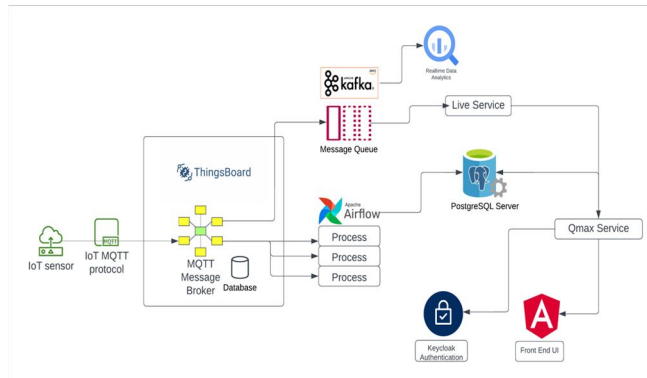 Realtime Data
Analytics
kafka
Live Service
Message Queue
ThingsBoard
Apache
Airflow
PostgreSQL Server
Process
Process
Process
Qmax Service
MQTT
IoT sensor
IoT MQTT
protocol
MQTT
Message
Broker
Database
Keycloak
Authentication
Front End UI